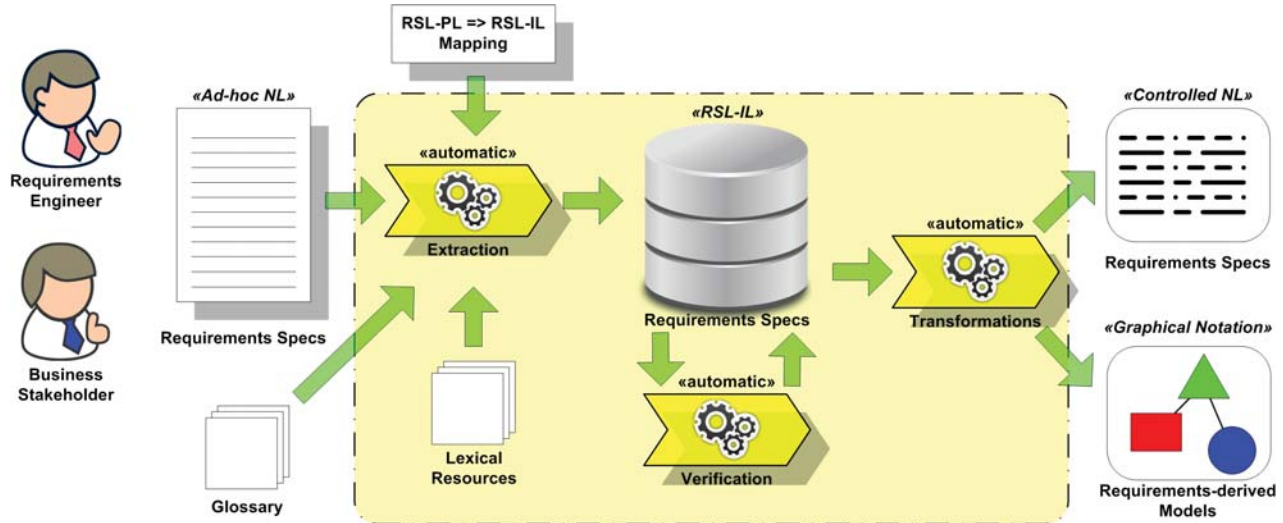 RSL-PL => RSL-IL
Mapping
«Ad-hoc NL»
«RSL-IL»
«Controlled NL»
«automatic»
Requirements
Engineer
Extraction
«automatic»
Requirements Specs
Requirements Specs
Requirements Specs
Transformations
«Graphical Notation»
Business
Stakeholder
«automatic»
Lexical
Resources
Verification
Glossary
Requirements-derived
Models